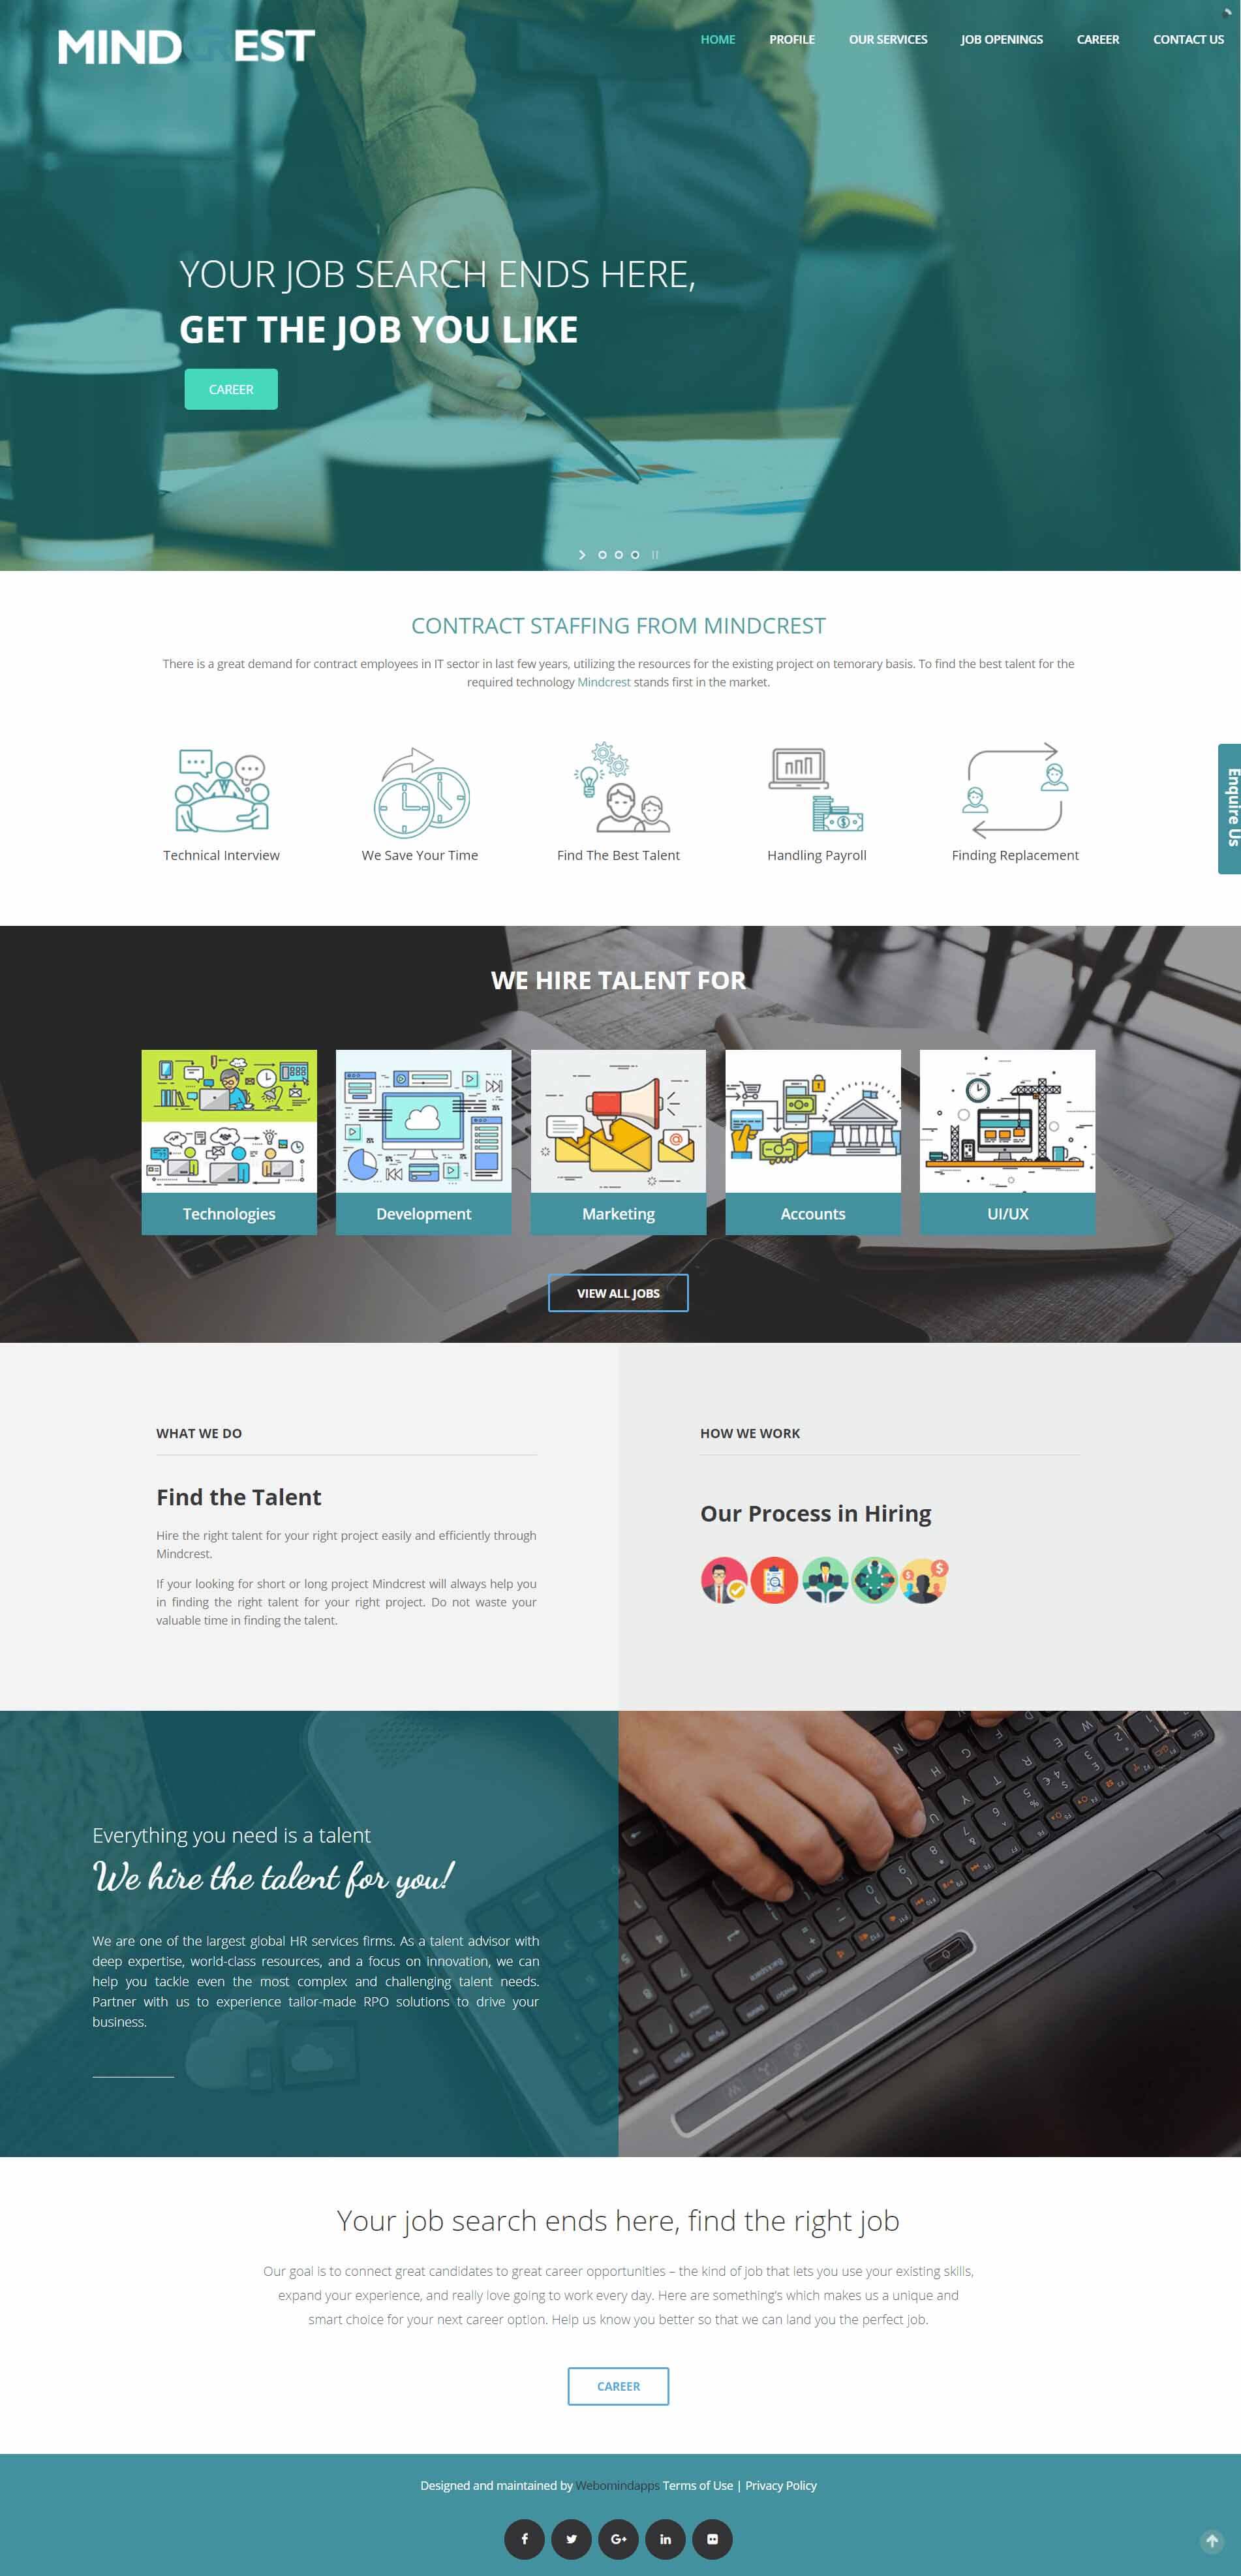 MIND EST
HOME PROFILE OUR SERVICES JOB OPENINGS CAREER CONTACT US
YOUR JOB SEARCH ENDS HERE,
GET THE JOB YOU LIKE
CAREER
CONTRACT STAFFING FROM MINDCREST
There is a great demand for contract employees in IT sector in last few years, utilizing the resources for the existing project on temorary basis. To find the best talent for the
required technology Mindcrest stands first in the market.
Enquire Us
Technical Interview
We Save Your Time
Find The Best Talent
Handling Payroll
Finding Replacement
WE HIRE TALENT FOR
Technologies
Development
Marketing
Accounts
UI/UX
VIEW ALL JOBS
WHAT WE DO
Find the Talent
Hire the right talent for your right project easily and efficiently through
Mindcrest.
If your looking for short or long project Mindcrest will always help you
in finding the right talent for your right project. Do not waste your
valuable time in finding the talent.
HOW WE WORK
Our Process in Hiring
Everything you need is a talent
We hire the talent for you!
We are one of the largest global HR services firms. As a talent advisor with
deep expertise, world-class resources, and a focus on innovation, we can
help you tackle even the most complex and challenging talent needs.
Partner with us to experience tailor-made RPO solutions to drive your
business.
Your job search ends here, find the right job
Our goal is to connect great candidates to great career opportunities – the kind of job that lets you use your existing skills,
expand your experience, and really love going to work every day. Here are something's which makes us a unique and
smart choice for your next career option. Help us know you better so that we can land you the perfect job.
CAREER
Designed and maintained by Webomindapps Terms of Use | Privacy Policy